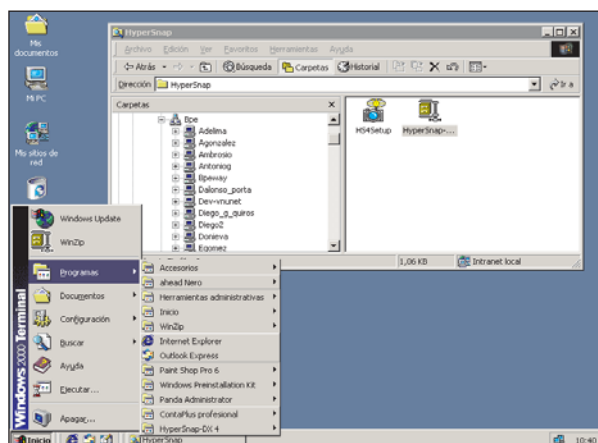 Mis
documentos
Mi PC
Mis sitios de
red
HyperSnap
Archivo Edición Ver Favoritos Herramientas Ayuda
Atrás Búsqueda Carpetas Historial
Dirección HyperSnap Ir a
Carpetas
Bpe
Adelma
Agonzalez
Ambrosio
Antoniog
Bpeway
Dalonso_porta
Dev-vnunet
Diego_g_quiros
Diego2
Donieva
Egomez
HS4Setup
HyperSnap-...
1,06 KB Intranet local
Windows 2000 Terminal
Windows Update
WinZip
Programas
Documentos
Configuración
Buscar
Ayuda
Ejecutar...
Apagar...
Accesorios
ahead Nero
Herramientas administrativas
Inicio
WinZip
Internet Explorer
Outlook Express
Paint Shop Pro 6
Windows Preinstallation Kit
Panda Administrator
ContaPlus profesional
HyperSnap-DX 4
Inicio HyperSnap 10:40